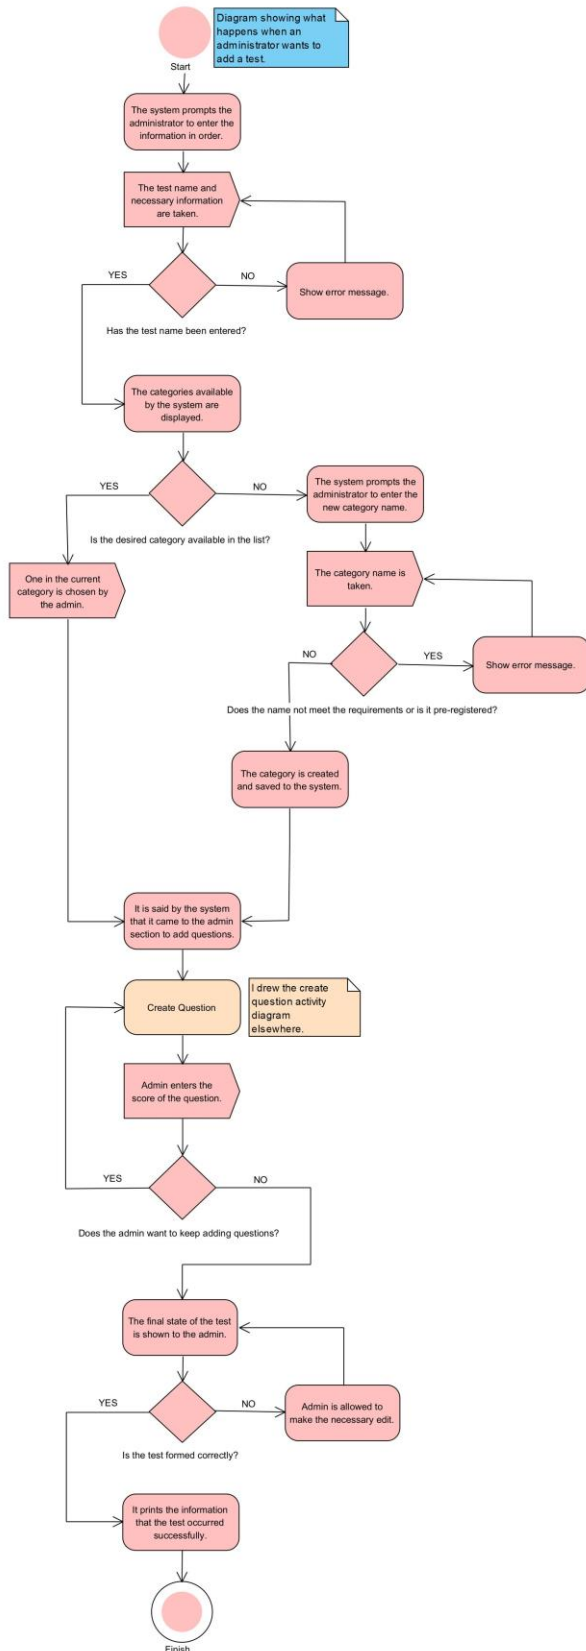 Diagram showing what
happens when an
administrator wants to
add a test.
Start
The system prompts the
administrator to enter the
information in order.
The test name and
necessary information
are taken.
YES
NO
Show error message.
Has the test name been entered?
The categories available
by the system are
displayed.
YES
NO
The system prompts the
administrator to enter the
new category name.
Is the desired category available in the list?
One in the current
category is chosen by
the admin.
The category name is
taken.
NO
YES
Show error message.
Does the name not meet the requirements or is it pre-registered?
The category is created
and saved to the system.
It is said by the system
that it came to the admin
section to add questions.
Create Question
I drew the create
question activity
diagram
elsewhere.
Admin enters the
score of the question.
YES
NO
Does the admin want to keep adding questions?
The final state of the test
is shown to the admin.
YES
NO
Admin is allowed to
make the necessary edit.
Is the test formed correctly?
It prints the information
that the test occurred
successfully.
Finish